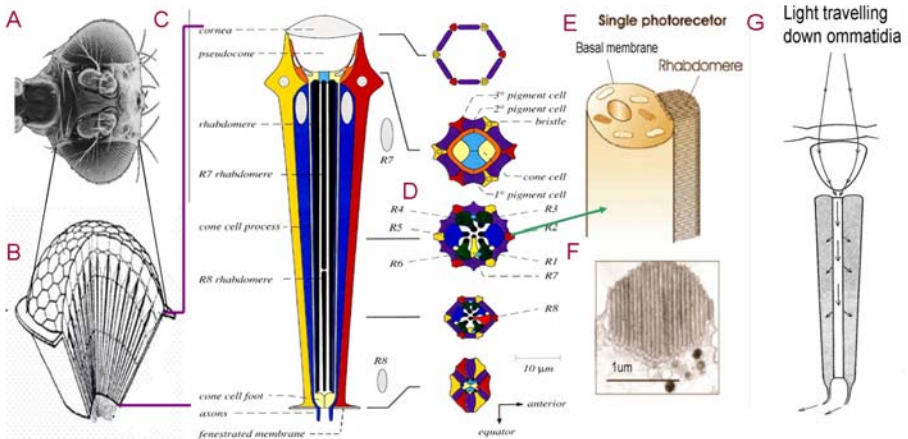 A
C
cornea
pseudocone
rhabdomere
R7 rhabdomere
cone cell process
R8 rhabdomere
cone cell foot
axons
fenestrated membrane
R7
R8
3° pigment cell
2° pigment cell
bristle
cone cell
1° pigment cell
D
R4
R5
R6
R3
R2
R1
R7
R8
10 µm
anterior
equator
B
E
Single photorecetor
Basal membrane
Rhabdomere
F
1um
G
Light travelling
down ommatidia